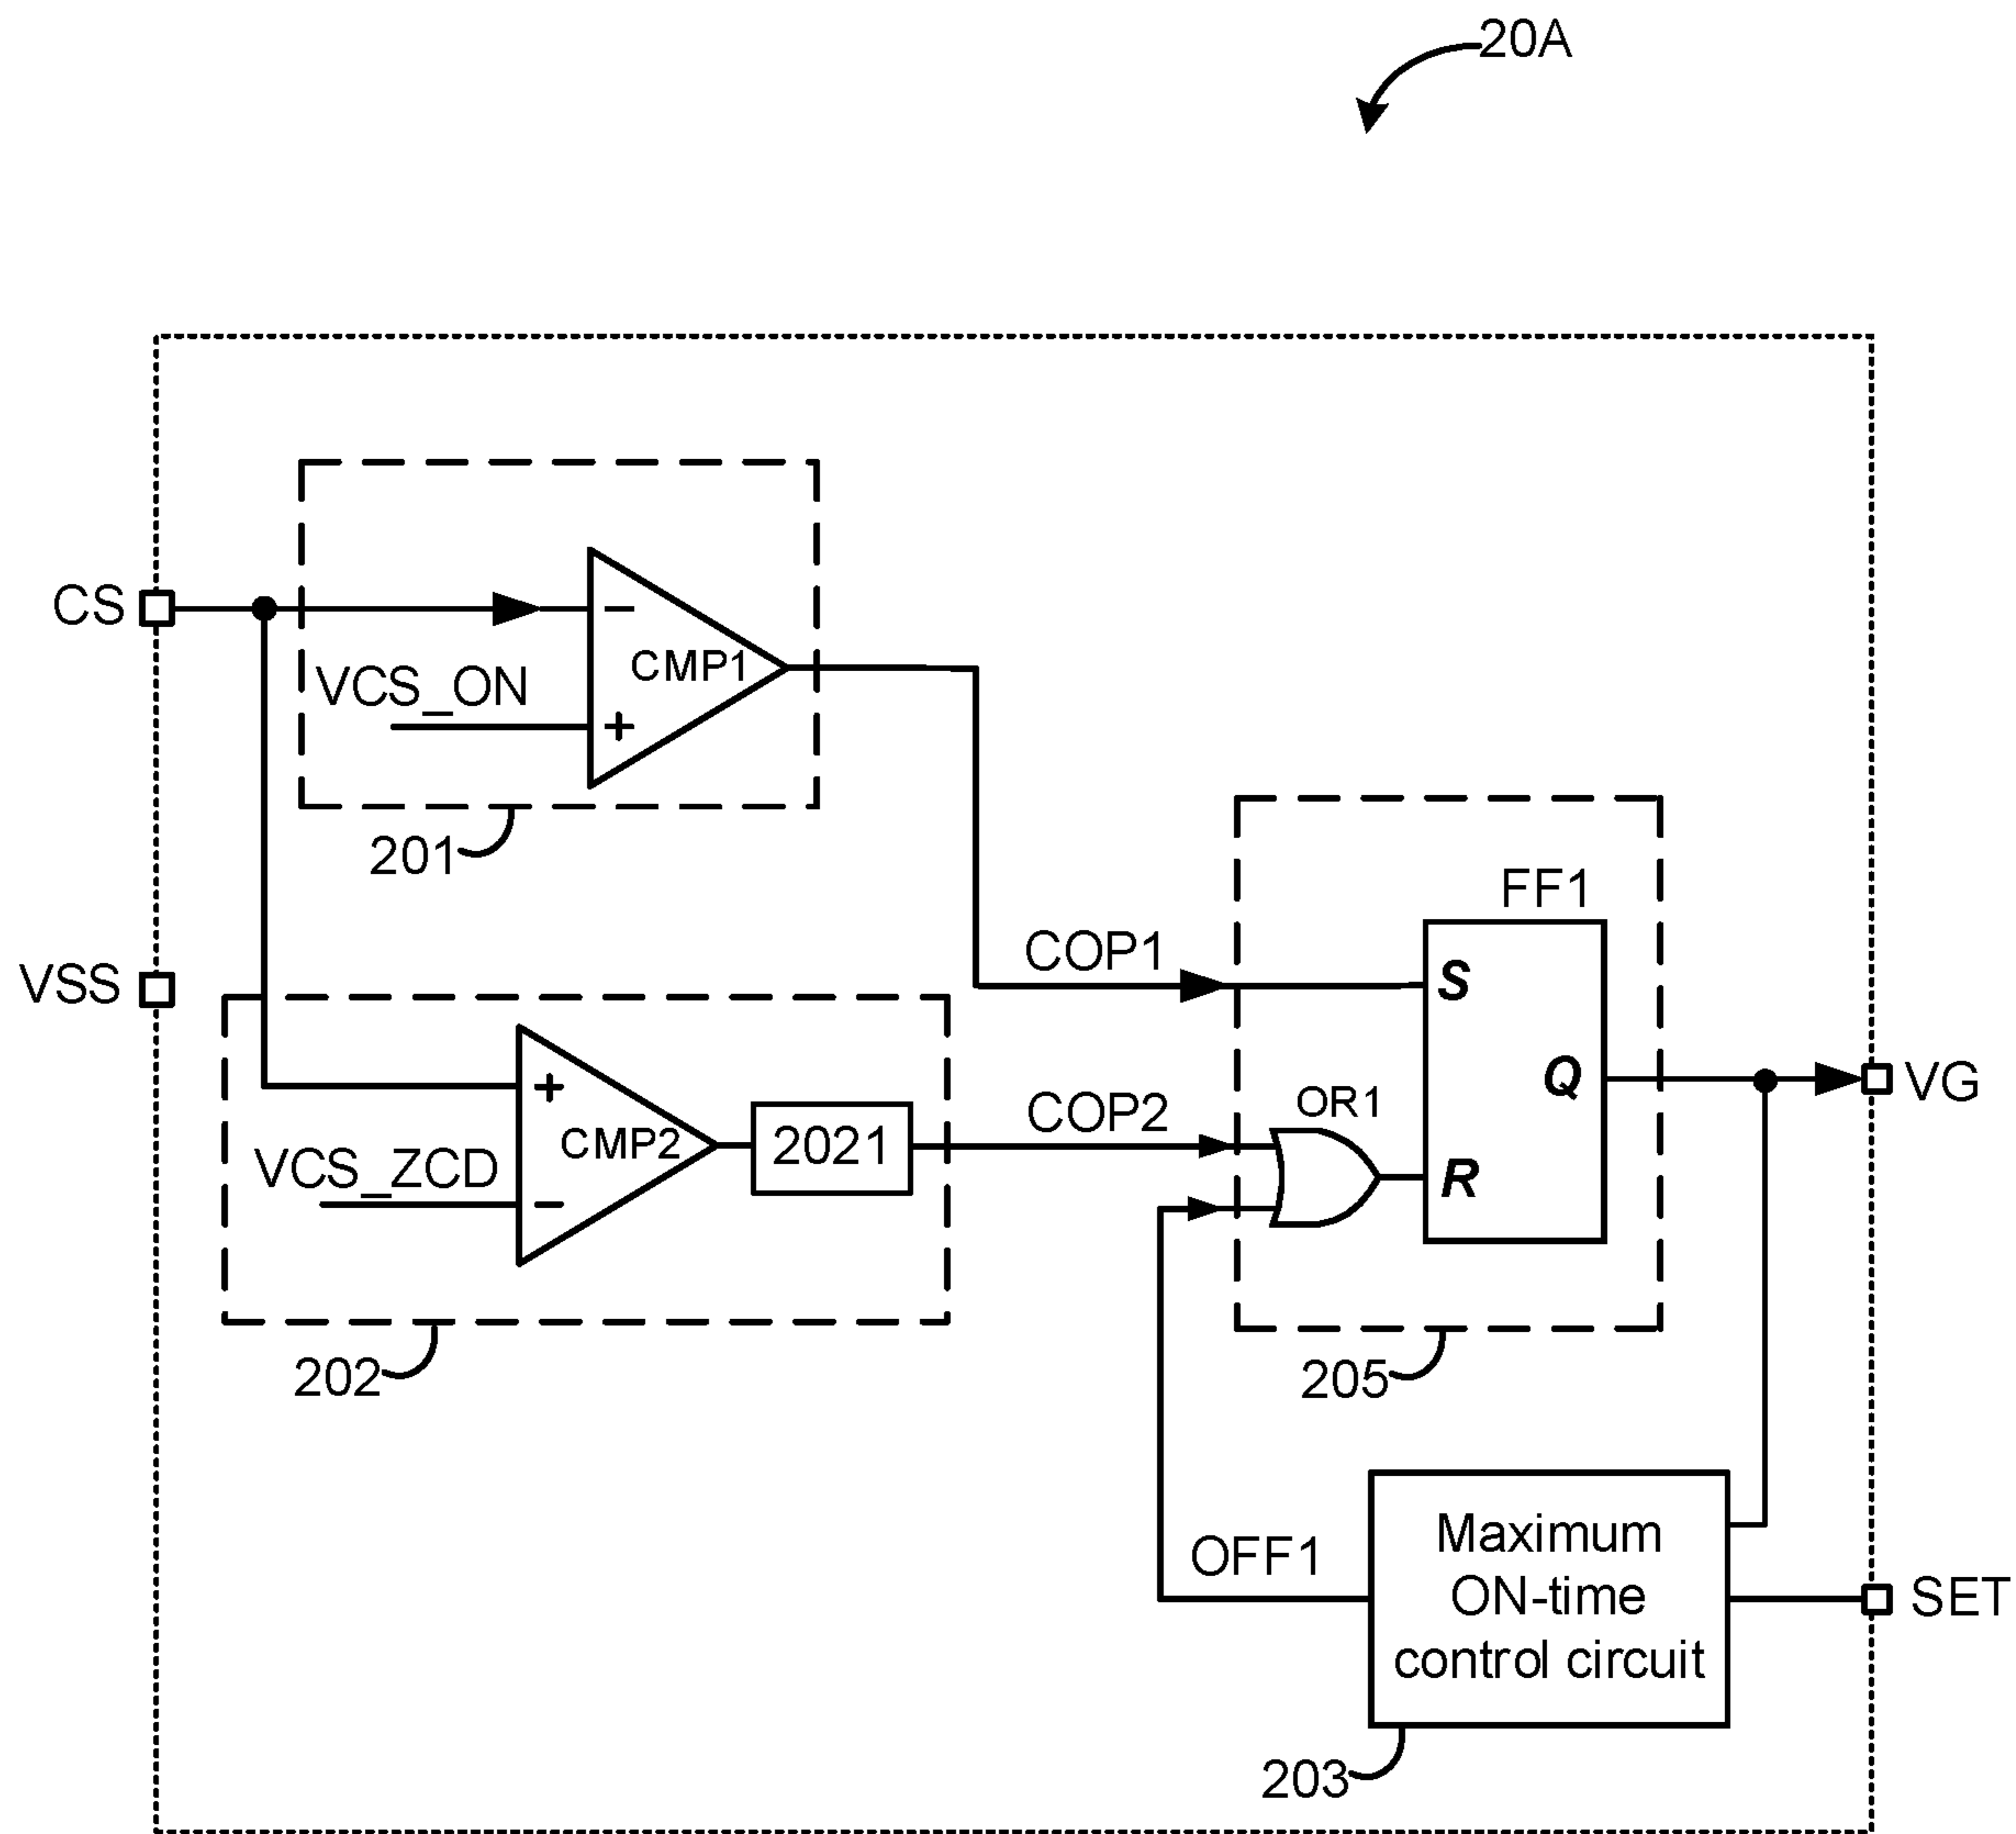 20A
CS
VCS_ON
−
+
CMP1
201
VSS
COP1
FF1
S
Q
R
VG
+
−
CMP2
VCS_ZCD
2021
COP2
OR1
202
205
OFF1
Maximum
ON-time
control circuit
SET
203